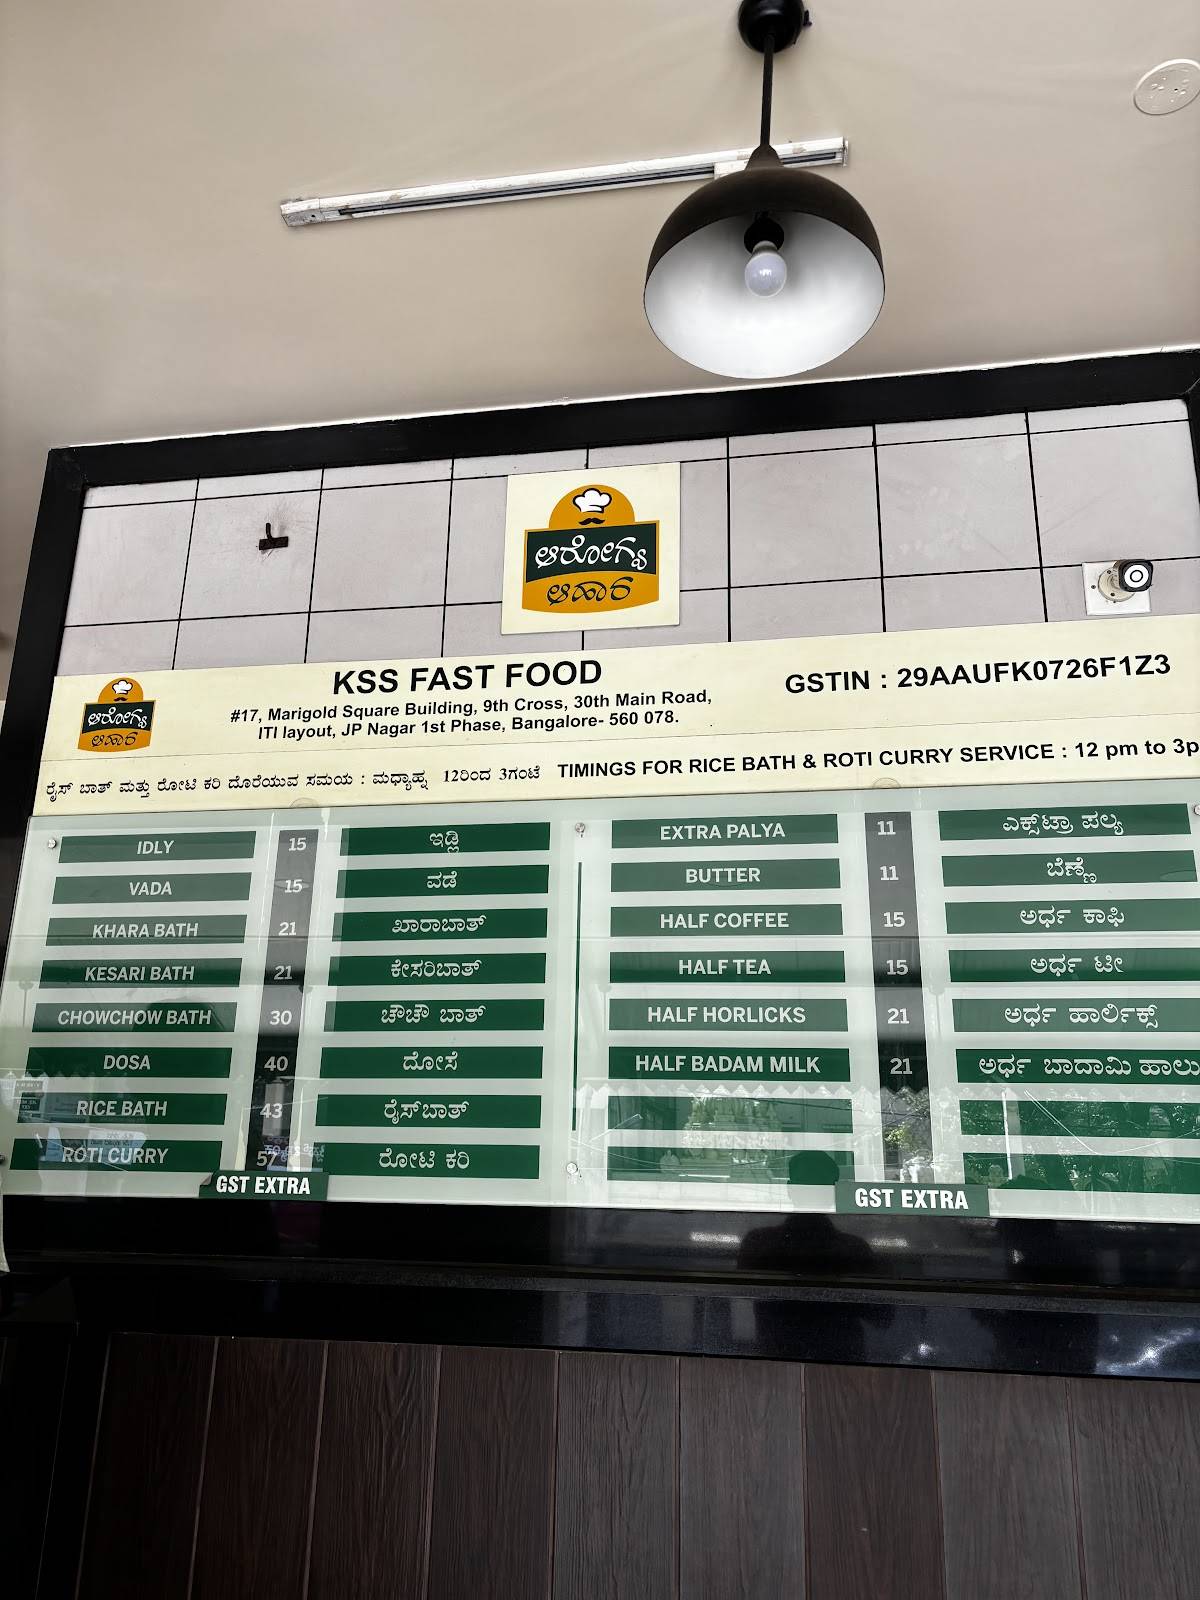 ಆರೋಗ್ಯ
ಆಹಾರ
KSS FAST FOOD
#17, Marigold Square Building, 9th Cross, 30th Main Road,
ITI layout, JP Nagar 1st Phase, Bangalore- 560 078.
GSTIN : 29AAUFK0726F1Z3
ಆರೋಗ್ಯ
ಆಹಾರ
ರೈಸ್ ಬಾತ್ ಮತ್ತು ರೋಟಿ ಕರಿ ದೊರೆಯುವ ಸಮಯ : ಮಧ್ಯಾಹ್ನ 12ರಿಂದ 3ಗಂಟೆ TIMINGS FOR RICE BATH & ROTI CURRY SERVICE : 12 pm to 3p
IDLY 15 ಇಡ್ಲಿ
VADA 15 ವಡೆ
KHARA BATH 21 ಖಾರಾಬಾತ್
KESARI BATH 21 ಕೇಸರಿಬಾತ್
CHOWCHOW BATH 30 ಚೌಚೌ ಬಾತ್
DOSA 40 ದೋಸೆ
RICE BATH 43 ರೈಸ್‌ಬಾತ್
ROTI CURRY 57 ರೋಟಿ ಕರಿ
GST EXTRA
EXTRA PALYA 11 ಎಕ್ಸ್‌ಟ್ರಾ ಪಲ್ಯ
BUTTER 11 ಬೆಣ್ಣೆ
HALF COFFEE 15 ಅರ್ಧ ಕಾಫಿ
HALF TEA 15 ಅರ್ಧ ಟೀ
HALF HORLICKS 21 ಅರ್ಧ ಹಾರ್ಲಿಕ್ಸ್
HALF BADAM MILK 21 ಅರ್ಧ ಬಾದಾಮಿ ಹಾಲು
GST EXTRA